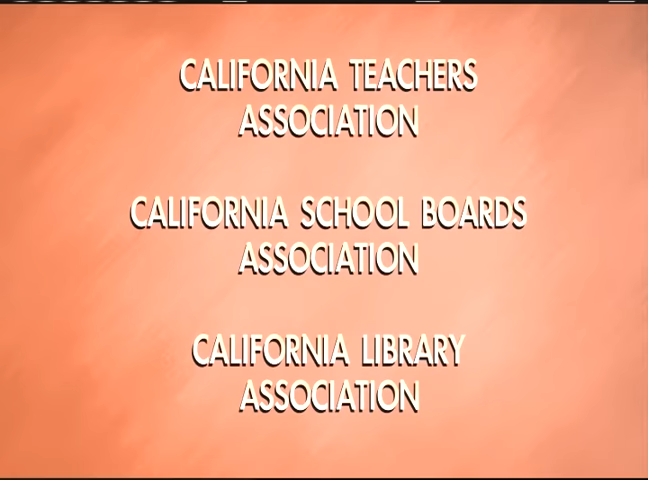 CALIFORNIA TEACHERS
ASSOCIATION
CALIFORNIA SCHOOL BOARDS
ASSOCIATION
CALIFORNIA LIBRARY
ASSOCIATION